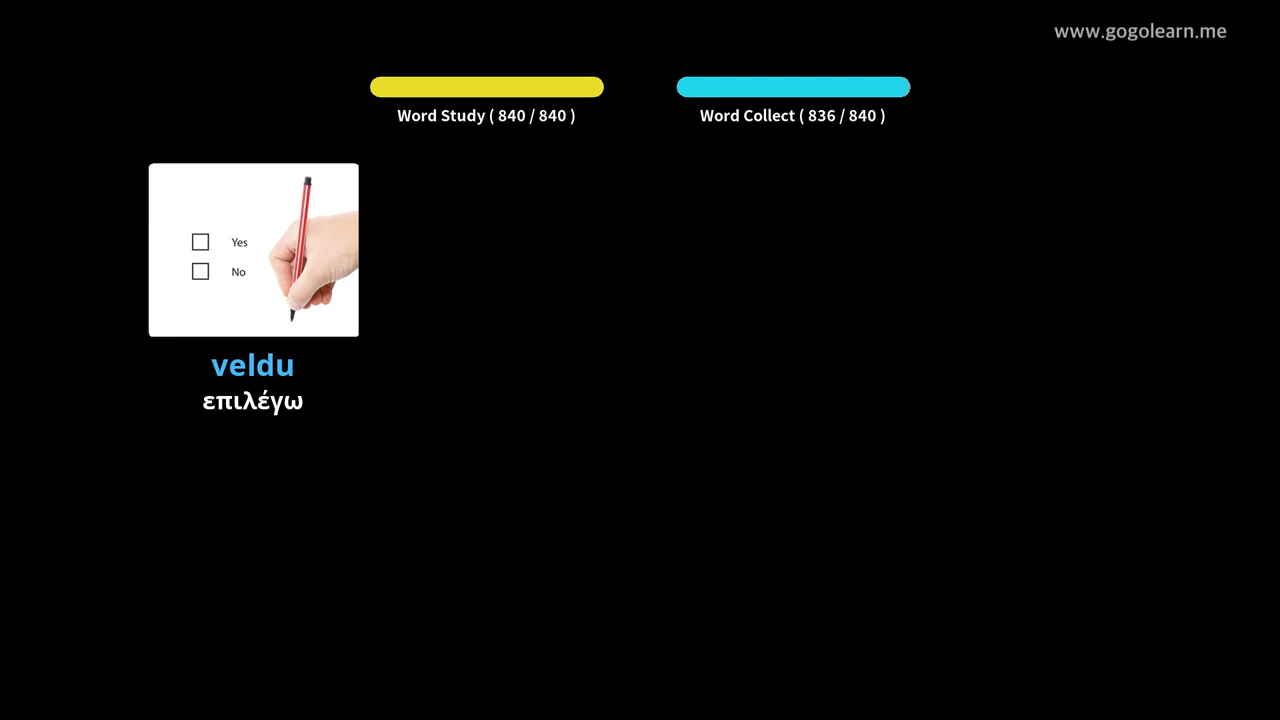 www.gogolearn.me
Word Study ( 840 / 840 )
Word Collect ( 836 / 840 )
Yes
No
veldu
επιλέγω